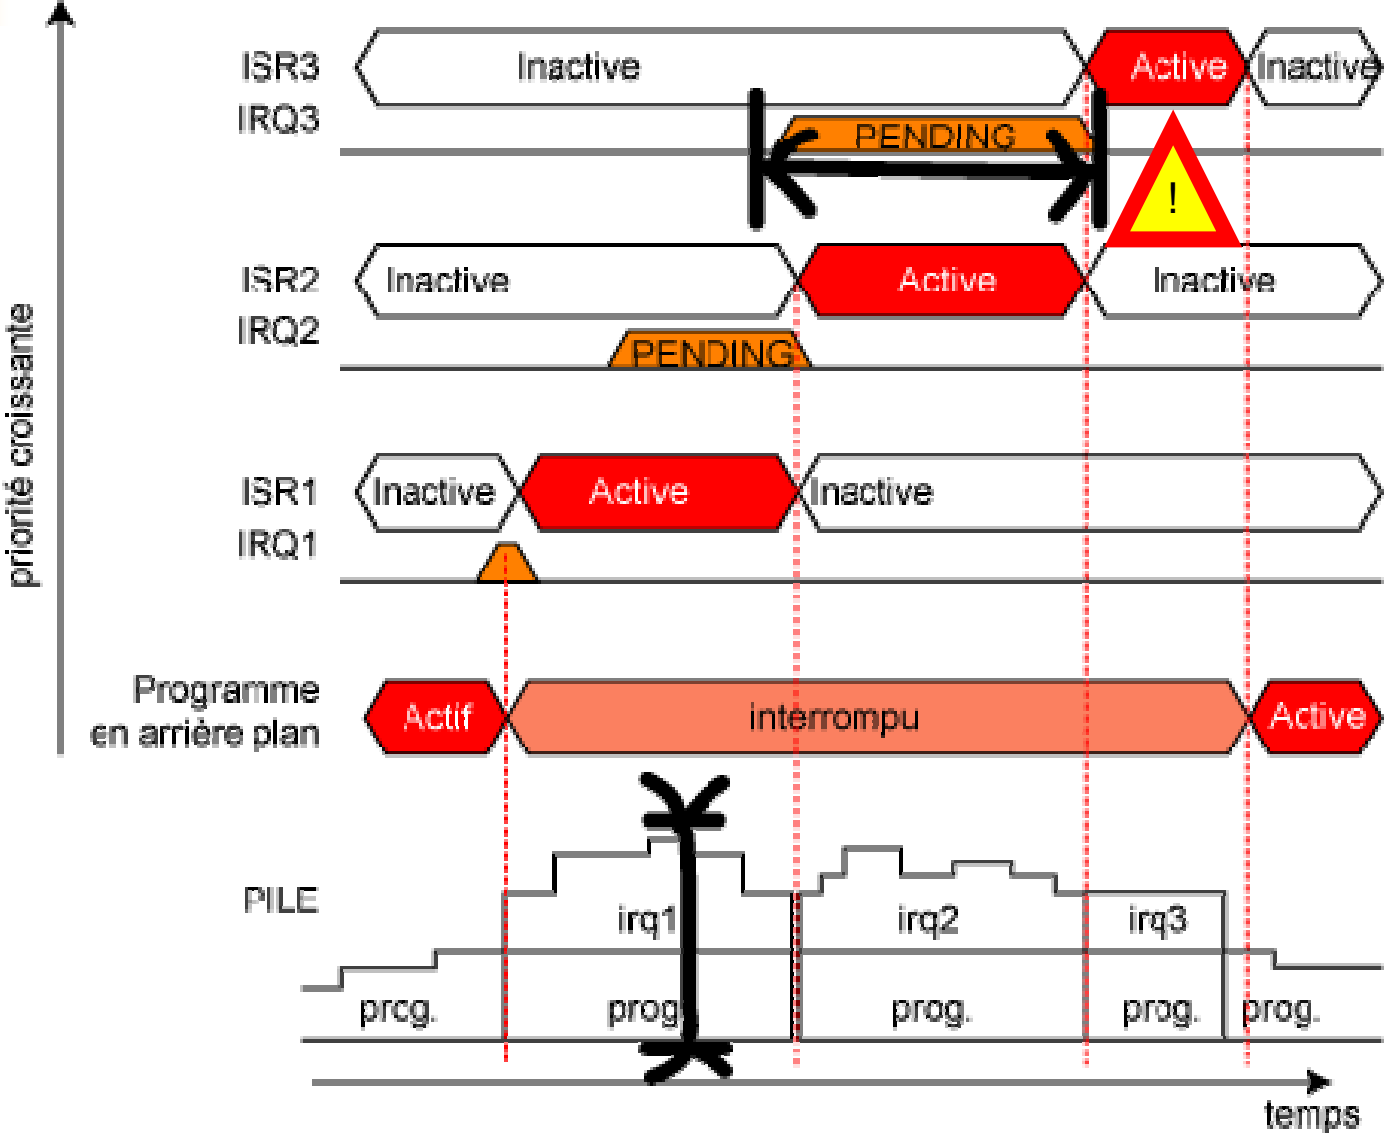 ISR3
Inactive
Active
Inactive
IRQ3
PENDING
!
ISR2
Inactive
Active
Inactive
IRQ2
PENDING
ISR1
Inactive
Active
Inactive
IRQ1
priorité croissante
Programme
en arrière plan
Actif
interrompu
Active
PILE
irq1
irq2
irq3
prog.
prog
prog.
prog.
prog.
temps